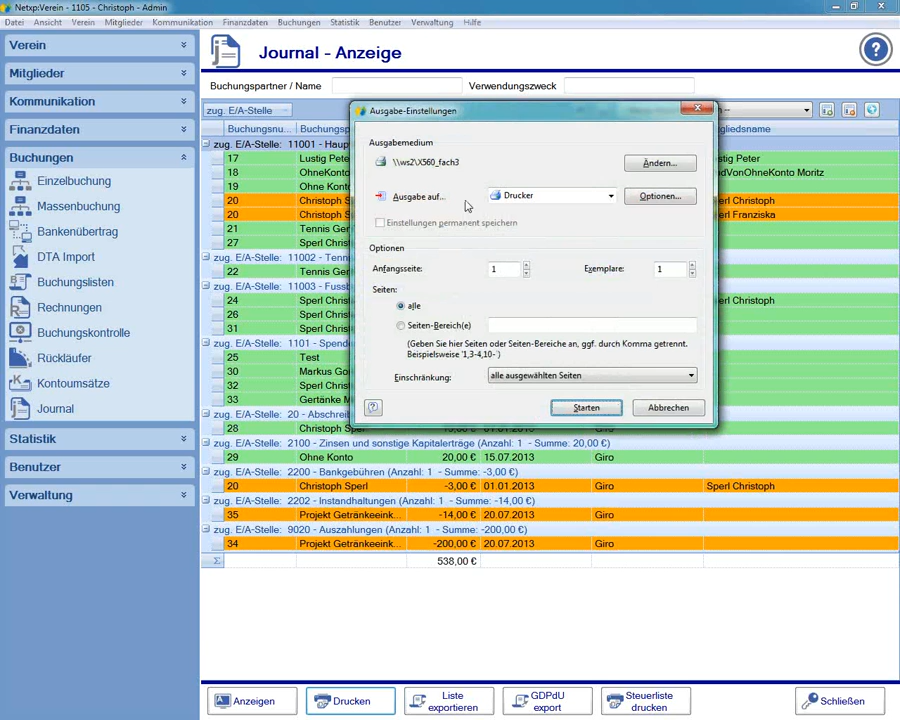 Netxp:Verein - 1105 - Christoph - Admin
Datei Ansicht Verein Mitglieder Kommunikation Finanzdaten Buchungen Statistik Benutzer Verwaltung Hilfe
Verein
Mitglieder
Kommunikation
Finanzdaten
Buchungen
Einzelbuchung
Massenbuchung
Bankenübertrag
DTA Import
Buchungslisten
Rechnungen
Buchungskontrolle
Rückläufer
Kontoumsätze
Journal
Statistik
Benutzer
Verwaltung
Journal - Anzeige
Buchungspartner / Name
Verwendungszweck
zug. E/A-Stelle
Buchungsnu...
zug. E/A-Stelle: 11001 -
17 Lustig Pete Lustig Peter
18 OhneKonto Moritz
19 Ohne Konto
20 Christoph S Sperl Christoph
20 Christoph S Sperl Franziska
21 Tennis Ger
27 Sperl Chris
zug. E/A-Stelle: 11002 -
22 Tennis Ger
zug. E/A-Stelle: 11003 -
24 Sperl Chris Sperl Christoph
26 Sperl Chris
31 Sperl Chris
zug. E/A-Stelle: 1101 -
25 Test
30 Markus Go
32 Sperl Chris
33 Gertänke M
zug. E/A-Stelle: 20 -
28 Christoph Sperl
zug. E/A-Stelle: 2100 - Zinsen und sonstige Kapitalerträge (Anzahl: 1 - Summe: 20,00 €)
29 Ohne Konto 20,00 € 15.07.2013 Giro
zug. E/A-Stelle: 2200 - Bankgebühren (Anzahl: 1 - Summe: -3,00 €)
20 Christoph Sperl -3,00 € 01.01.2013 Giro Sperl Christoph
zug. E/A-Stelle: 2202 - Instandhaltungen (Anzahl: 1 - Summe: -14,00 €)
35 Projekt Getränkeeink... -14,00 € 20.07.2013 Giro
zug. E/A-Stelle: 9020 - Auszahlungen (Anzahl: 1 - Summe: -200,00 €)
34 Projekt Getränkeeink... -200,00 € 20.07.2013 Giro
Σ 538,00 €
Ausgabe-Einstellungen
Ausgabemedium
\\ws2\X560_fach3
Ändern...
Ausgabe auf... Drucker Optionen...
Einstellungen permanent speichern
Optionen
Anfangsseite: 1 Exemplare: 1
Seiten:
alle
Seiten-Bereich(e)
(Geben Sie hier Seiten oder Seiten-Bereiche an, ggf. durch Komma getrennt.
Beispielsweise '1,3-4,10-')
Einschränkung: alle ausgewählten Seiten
Starten Abbrechen
Anzeigen
Drucken
Liste
exportieren
GDPdU
export
Steuerliste
drucken
Schließen